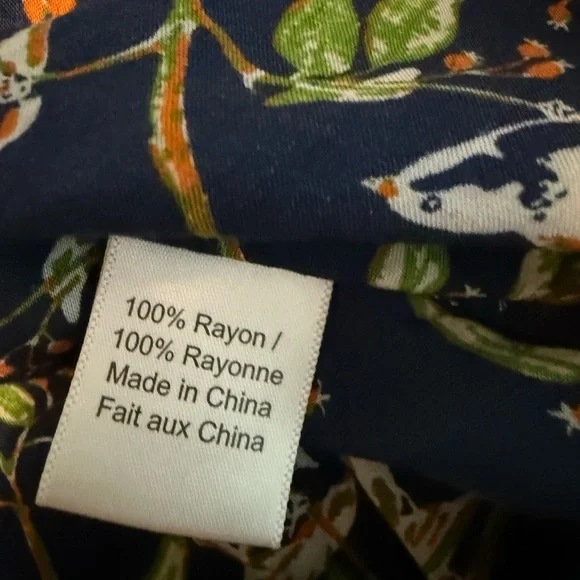 100% Rayon /
100% Rayonne
Made in China
Fait aux China